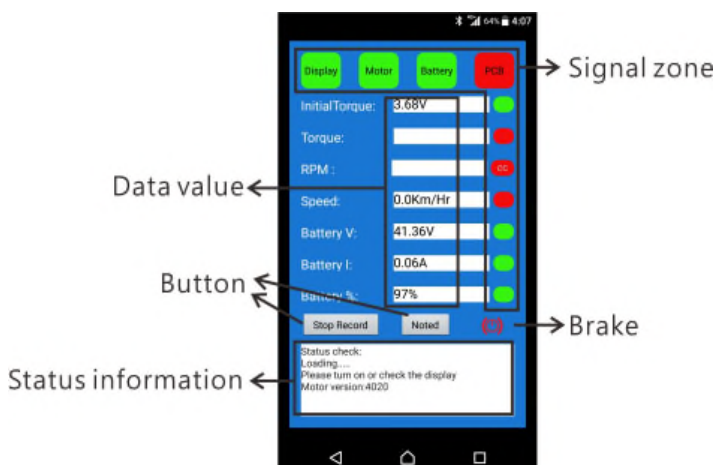 64% 4:07
Display Motor Battery PCB
Signal zone
InitialTorque: 3.68V
Torque:
RPM : CC
Data value
Speed: 0.0Km/Hr
Battery V: 41.36V
Battery I: 0.06A
Button
Battery %: 97%
Stop Record Noted
Brake
Status information
Status check:
Loading....
Please turn on or check the display
Motor version:4020